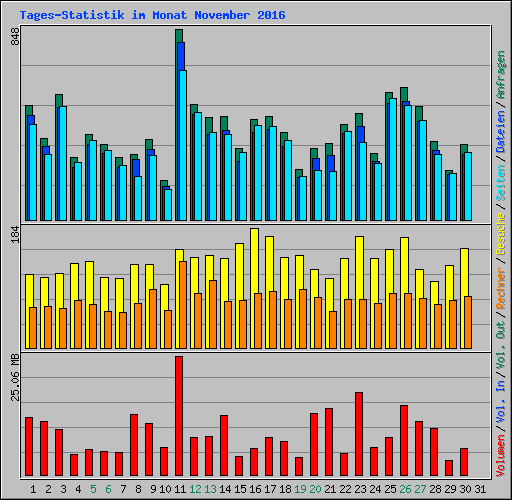 Tages-Statistik im Monat November 2016
848
184
25.06 MB
Volumen / Vol. In / Vol. Out / Rechner / Besuche / Seiten / Dateien / Anfragen
1 2 3 4 5 6 7 8 9 10 11 12 13 14 15 16 17 18 19 20 21 22 23 24 25 26 27 28 29 30 31